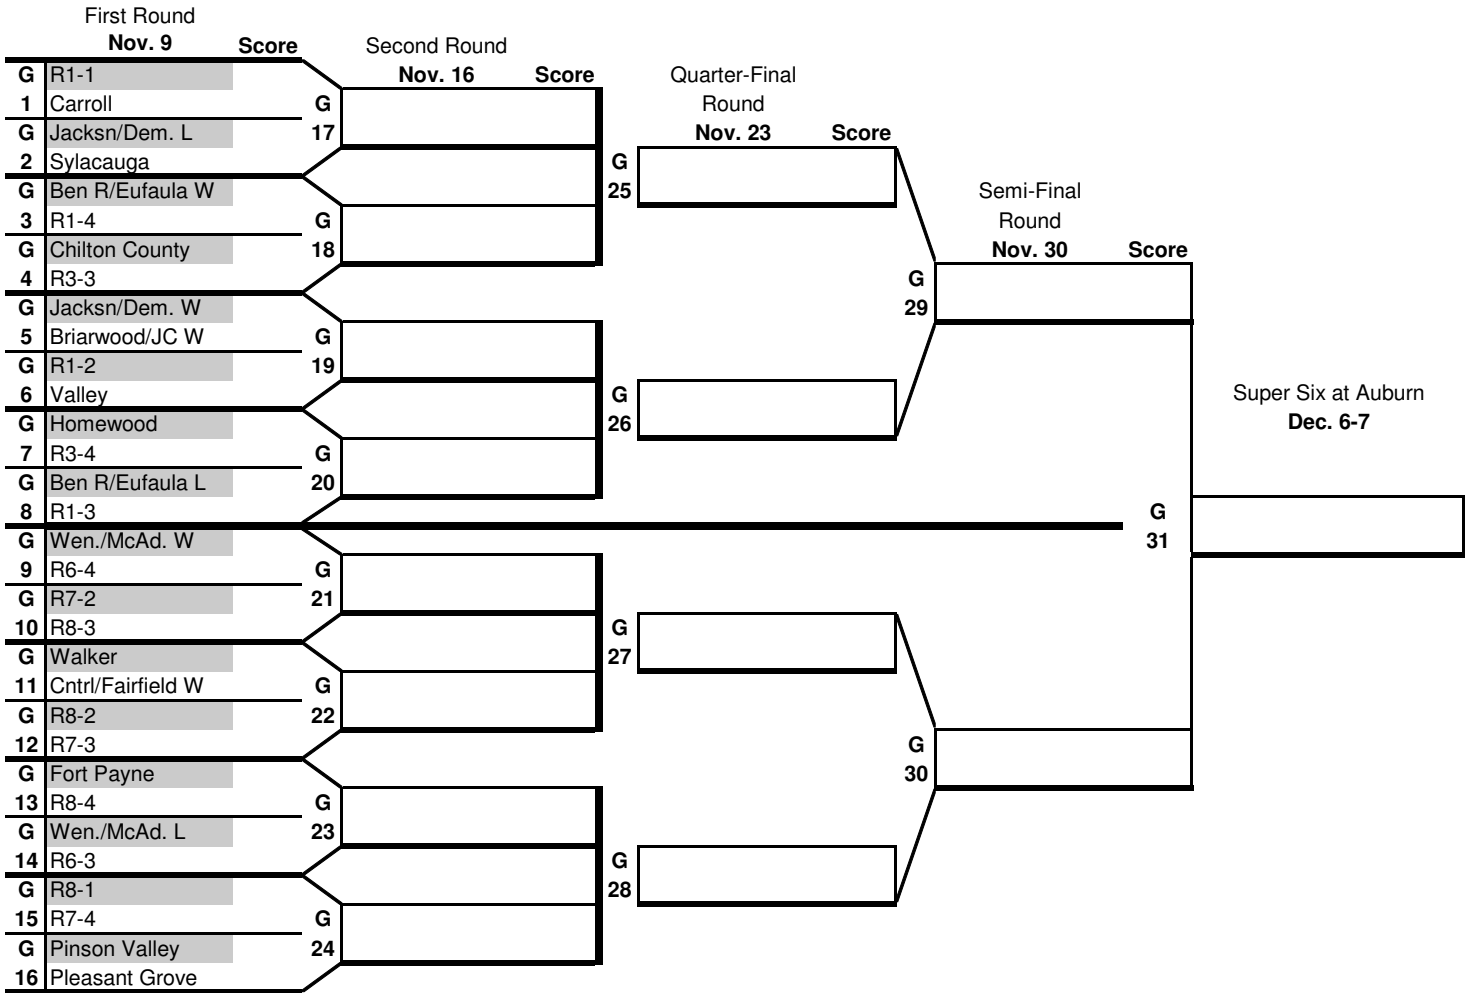 First Round
Nov. 9 Score
G R1-1
1 Carroll
G Jacksn/Dem. L
2 Sylacauga
G Ben R/Eufaula W
3 R1-4
G Chilton County
4 R3-3
G Jacksn/Dem. W
5 Briarwood/JC W
G R1-2
6 Valley
G Homewood
7 R3-4
G Ben R/Eufaula L
8 R1-3
G Wen./McAd. W
9 R6-4
G R7-2
10 R8-3
G Walker
11 Cntrl/Fairfield W
G R8-2
12 R7-3
G Fort Payne
13 R8-4
G Wen./McAd. L
14 R6-3
G R8-1
15 R7-4
G Pinson Valley
16 Pleasant Grove
Second Round
Nov. 16 Score
G
17
G
18
G
19
G
20
G
21
G
22
G
23
G
24
Quarter-Final
Round
Nov. 23 Score
G
25
G
26
G
27
G
28
Semi-Final
Round
Nov. 30 Score
G
29
G
30
Super Six at Auburn
Dec. 6-7
G
31